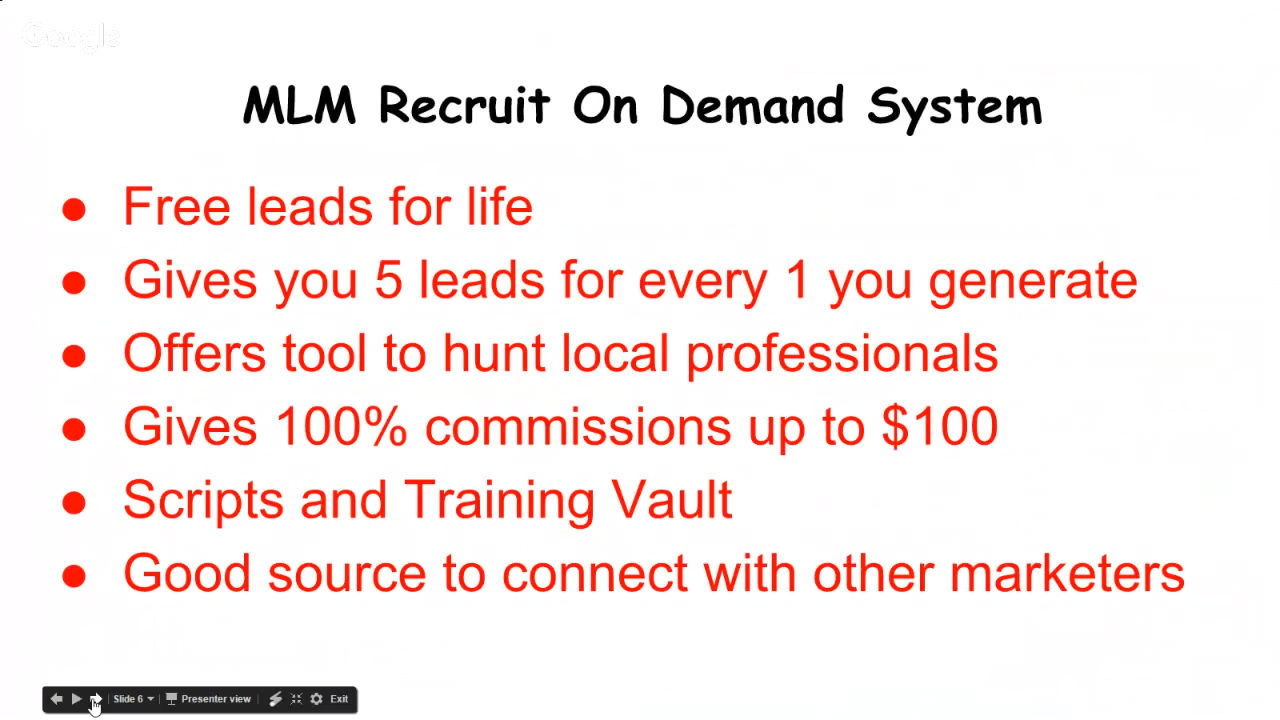 Google
MLM Recruit On Demand System
● Free leads for life
● Gives you 5 leads for every 1 you generate
● Offers tool to hunt local professionals
● Gives 100% commissions up to $100
● Scripts and Training Vault
● Good source to connect with other marketers
Slide 6 Presenter view Exit